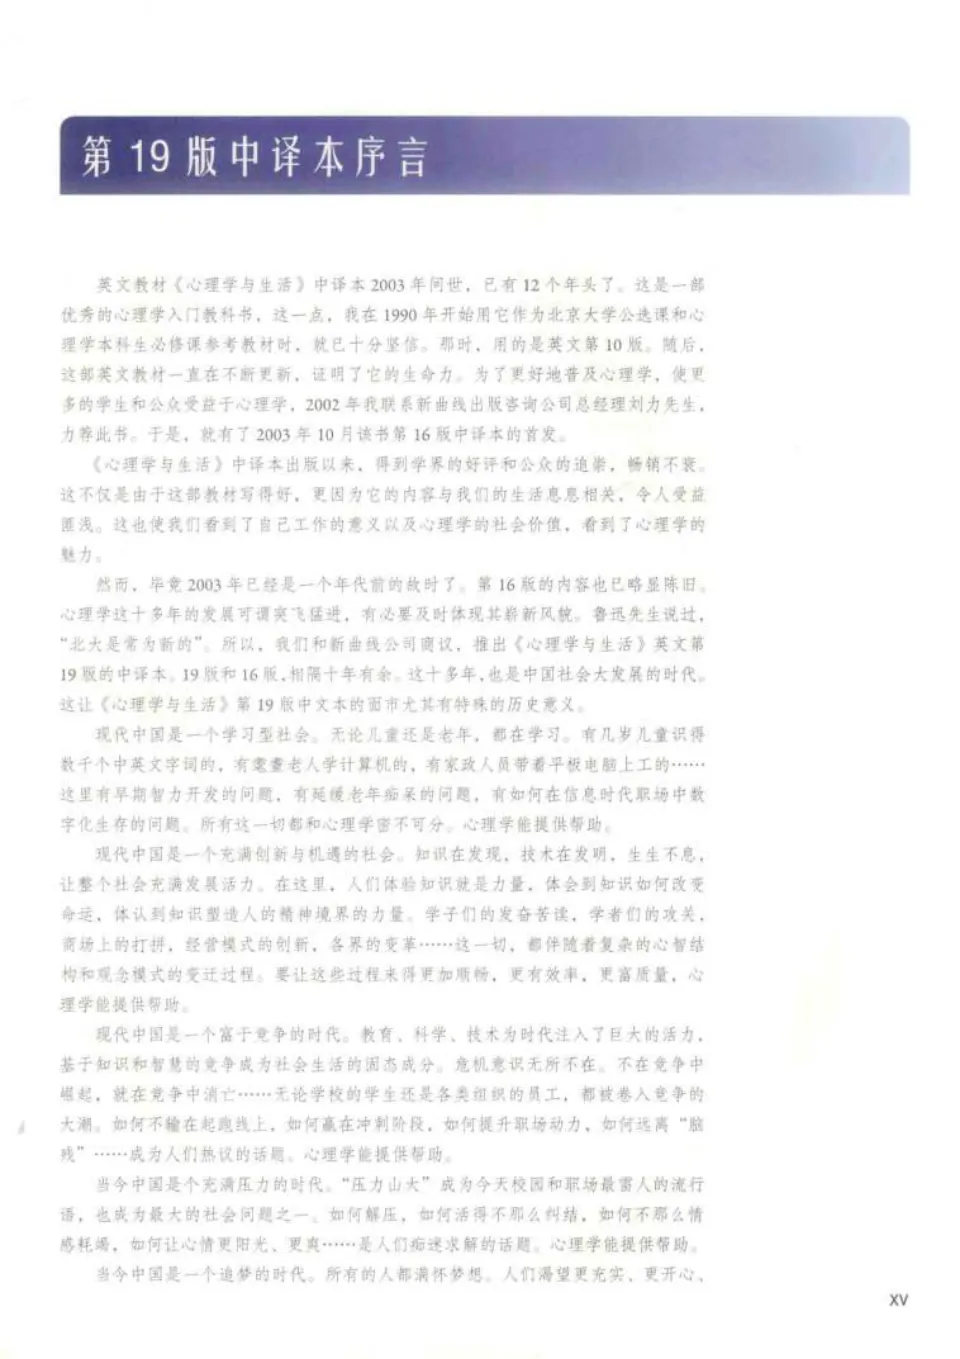 第 19 版中译本序言
英文教材《心理学与生活》中译本 2003 年问世，已有 12 个年头了。这是一部
优秀的心理学入门教科书，这一点，我在 1990 年开始用它作为北京大学公选课和心
理学本科生必修课参考教材时，就已十分坚信。那时，用的是英文第 10 版。随后，
这部英文教材一直在不断更新，证明了它的生命力。为了更好地普及心理学，使更
多的学生和公众受益于心理学，2002 年我联系新曲线出版咨询公司总经理刘力先生，
力荐此书。于是，就有了 2003 年 10 月该书第 16 版中译本的首发。
《心理学与生活》中译本出版以来，得到学界的好评和公众的追崇，畅销不衰。
这不仅是由于这部教材写得好，更因为它的内容与我们的生活息息相关，令人受益
匪浅。这也使我们看到了自己工作的意义以及心理学的社会价值，看到了心理学的
魅力。
然而，毕竟 2003 年已经是一个年代前的故时了。第 16 版的内容也已略显陈旧。
心理学这十多年的发展可谓突飞猛进，有必要及时体现其崭新风貌。鲁迅先生说过，
“北大是常为新的”。所以，我们和新曲线公司商议，推出《心理学与生活》英文第
19 版的中译本。19 版和 16 版，相隔十年有余。这十多年，也是中国社会大发展的时代。
这让《心理学与生活》第 19 版中文本的面市尤其有特殊的历史意义。
现代中国是一个学习型社会。无论儿童还是老年，都在学习。有几岁儿童识得
数千个中英文字词的，有耄耋老人学计算机的，有家政人员带着平板电脑上工的……
这里有早期智力开发的问题，有延缓老年痴呆的问题，有如何在信息时代职场中数
字化生存的问题。所有这一切都和心理学密不可分。心理学能提供帮助。
现代中国是一个充满创新与机遇的社会。知识在发现，技术在发明，生生不息，
让整个社会充满发展活力。在这里，人们体验知识就是力量，体会到知识如何改变
命运，体认到知识塑造人的精神境界的力量。学子们的发奋苦读，学者们的攻关，
商场上的打拼，经营模式的创新，各界的变革……这一切，都伴随着复杂的心智结
构和观念模式的变迁过程。要让这些过程来得更加顺畅，更有效率，更富质量，心
理学能提供帮助。
现代中国是一个富于竞争的时代。教育、科学、技术为时代注入了巨大的活力，
基于知识和智慧的竞争成为社会生活的固态成分。危机意识无所不在。不在竞争中
崛起，就在竞争中消亡……无论学校的学生还是各类组织的员工，都被卷入竞争的
大潮。如何不输在起跑线上，如何赢在冲刺阶段，如何提升职场动力，如何远离“脑
残”……成为人们热议的话题。心理学能提供帮助。
当今中国是个充满压力的时代。“压力山大”成为今天校园和职场最雷人的流行
语，也成为最大的社会问题之一。如何解压，如何活得不那么纠结，如何不那么情
感耗竭，如何让心情更阳光、更爽……是人们痴迷求解的话题。心理学能提供帮助。
当今中国是一个追梦的时代。所有的人都满怀梦想。人们渴望更充实、更开心、
XV